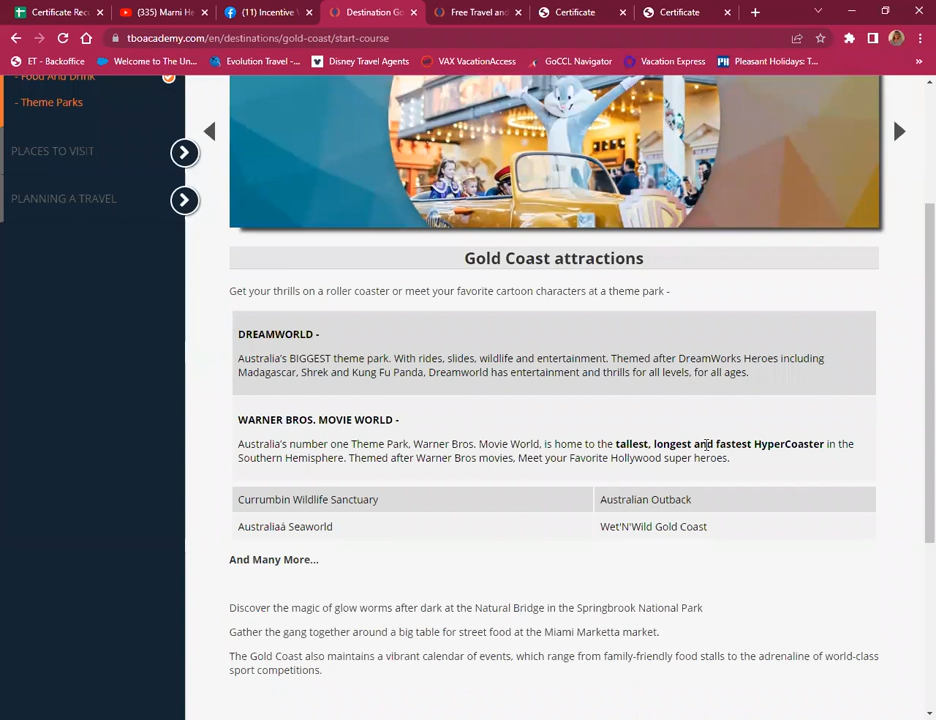 Certificate Rec
(335) Marni He
(11) Incentive
Destination Go
Free Travel and
Certificate
Certificate
tboacademy.com/en/destinations/gold-coast/start-course
ET - Backoffice
Welcome to The Un...
Evolution Travel -...
Disney Travel Agents
VAX VacationAccess
GoCCL Navigator
Vacation Express
Pleasant Holidays: T...
»
- Food And Drink
- Theme Parks
PLACES TO VISIT
PLANNING A TRAVEL
Gold Coast attractions
Get your thrills on a roller coaster or meet your favorite cartoon characters at a theme park -
DREAMWORLD -
Australia's BIGGEST theme park. With rides, slides, wildlife and entertainment. Themed after DreamWorks Heroes including
Madagascar, Shrek and Kung Fu Panda, Dreamworld has entertainment and thrills for all levels, for all ages.
WARNER BROS. MOVIE WORLD -
Australia's number one Theme Park, Warner Bros. Movie World, is home to the tallest, longest and fastest HyperCoaster in the
Southern Hemisphere. Themed after Warner Bros movies, Meet your Favorite Hollywood super heroes.
Currumbin Wildlife Sanctuary
Australian Outback
Australiaá Seaworld
Wet'N'Wild Gold Coast
And Many More...
Discover the magic of glow worms after dark at the Natural Bridge in the Springbrook National Park
Gather the gang together around a big table for street food at the Miami Marketta market.
The Gold Coast also maintains a vibrant calendar of events, which range from family-friendly food stalls to the adrenaline of world-class
sport competitions.